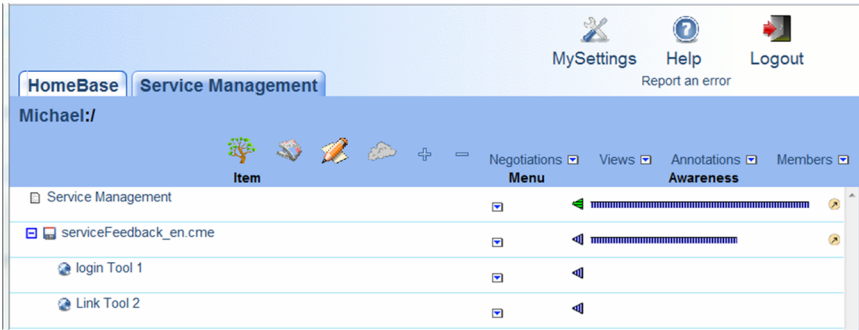 MySettings Help Logout
Report an error
HomeBase Service Management
Michael:/
Negotiations Views Annotations Members
Item Menu Awareness
Service Management
serviceFeedback_en.cme
login Tool 1
Link Tool 2